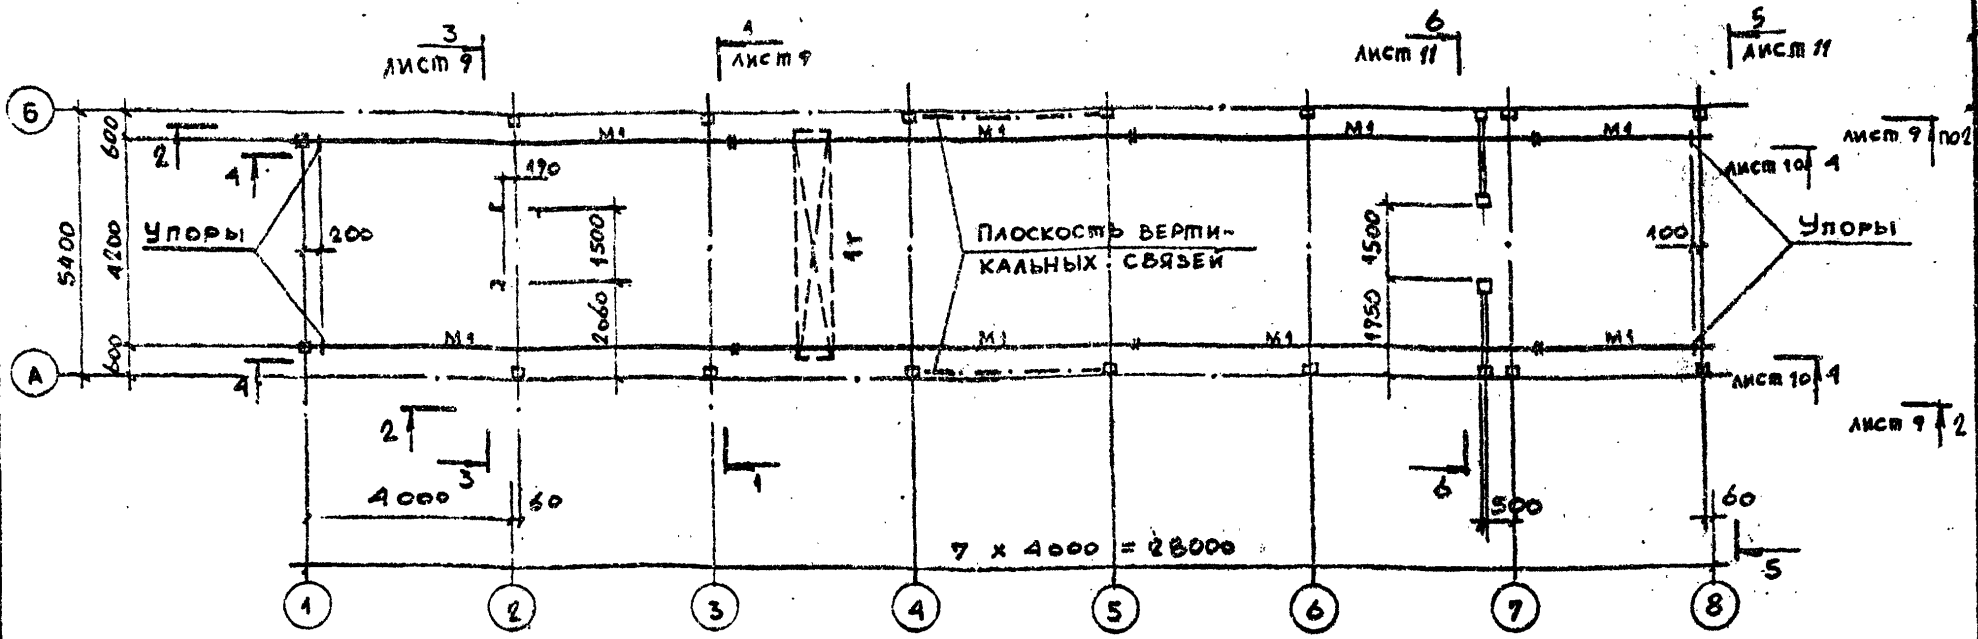 3
лист 9
1
лист 9
6
лист 11
5
лист 11
Б
600
2
4
М1
М1
М1
М1
лист 9 по2
лист 10 4
190
5400
4200
Упоры
200
1500
2060
1т
Плоскость верти-
кальных связей
1500
1950
100
Упоры
М1
М1
М1
М1
600
А
4
лист 10 4
2
3
1
6
лист 9 2
4000
60
500
60
7 х 4000 = 28000
5
1
2
3
4
5
6
7
8